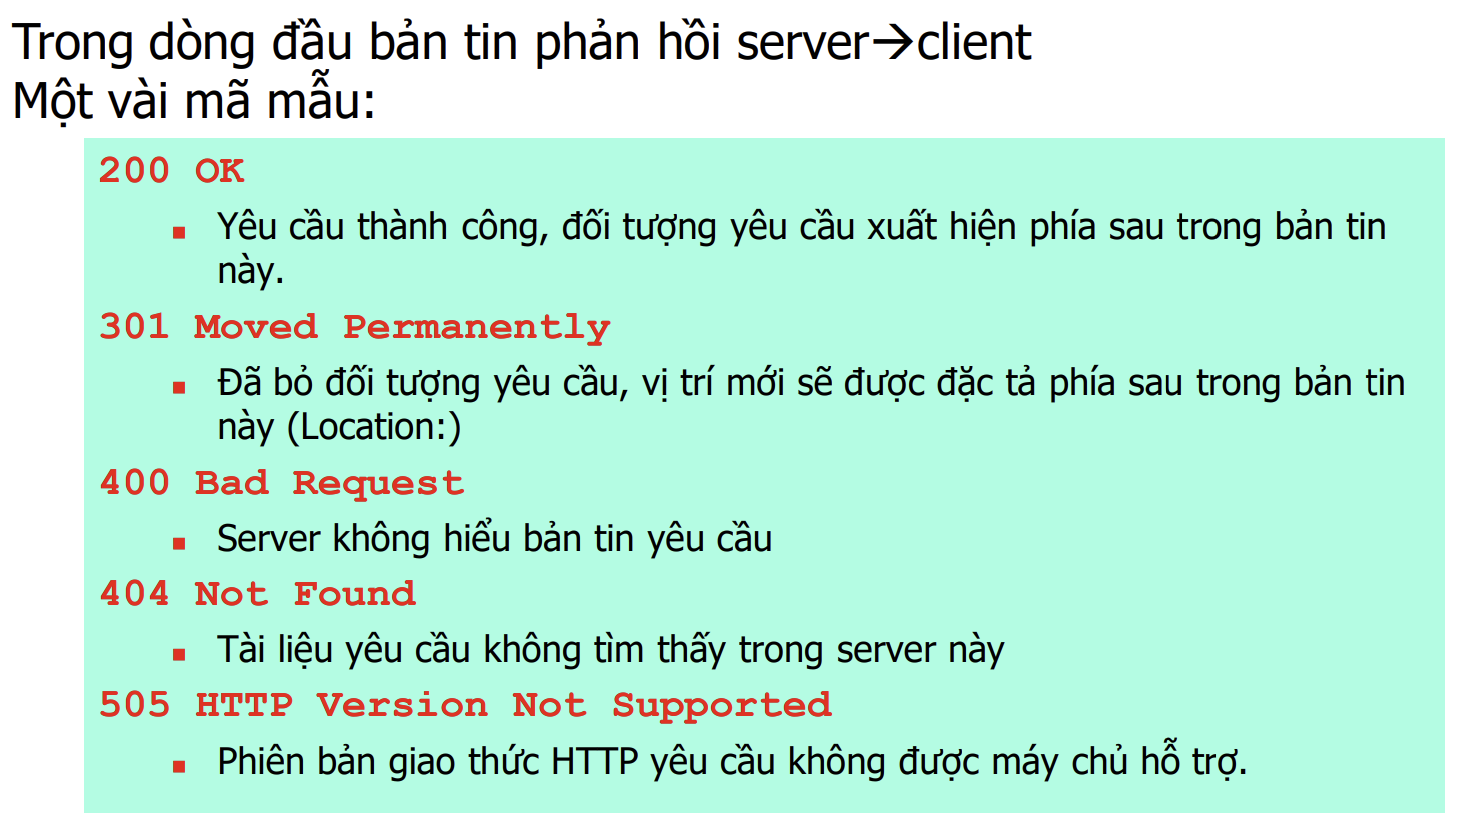 Trong dòng đầu bản tin phản hồi server→client
Một vài mã mẫu:
200 OK
▪ Yêu cầu thành công, đối tượng yêu cầu xuất hiện phía sau trong bản tin
này.
301 Moved Permanently
▪ Đã bỏ đối tượng yêu cầu, vị trí mới sẽ được đặc tả phía sau trong bản tin
này (Location:)
400 Bad Request
▪ Server không hiểu bản tin yêu cầu
404 Not Found
▪ Tài liệu yêu cầu không tìm thấy trong server này
505 HTTP Version Not Supported
▪ Phiên bản giao thức HTTP yêu cầu không được máy chủ hỗ trợ.